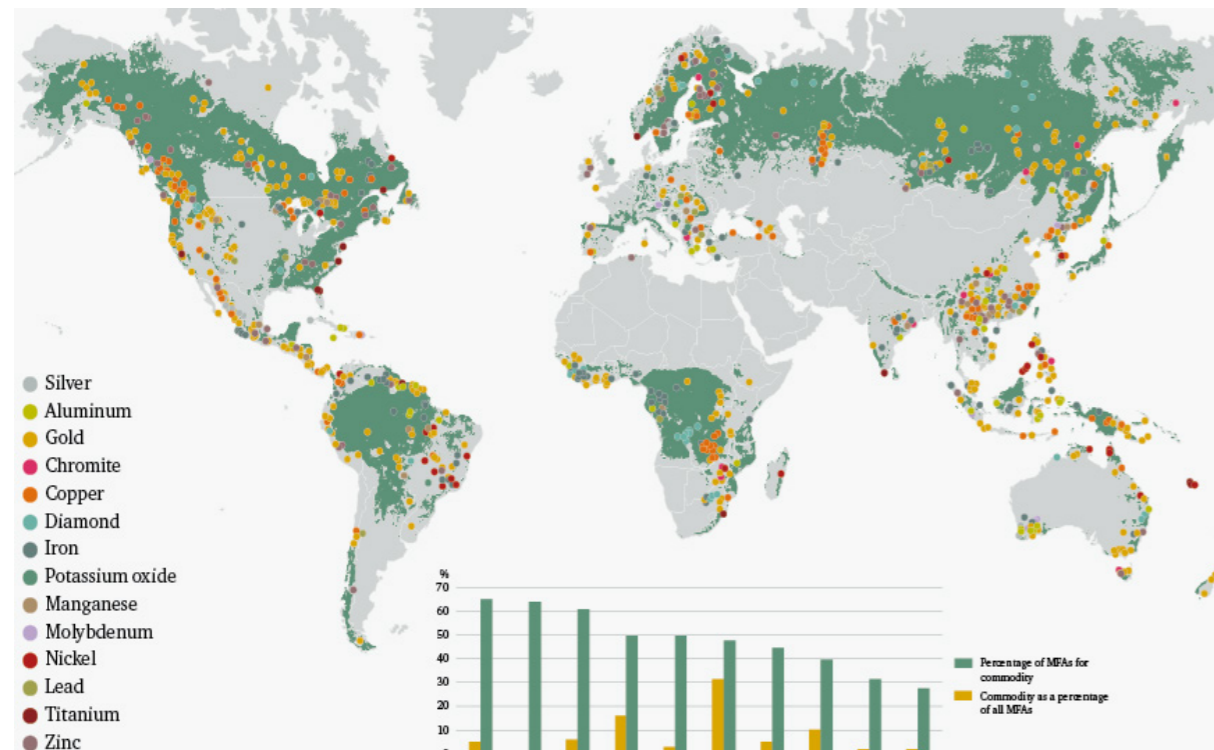 Silver
Aluminum
Gold
Chromite
Copper
Diamond
Iron
Potassium oxide
Manganese
Molybdenum
Nickel
Lead
Titanium
Zinc
%
70
60
50
40
30
20
10
Percentage of MFAs for
commodity
Commodity as a percentage
of all MFAs